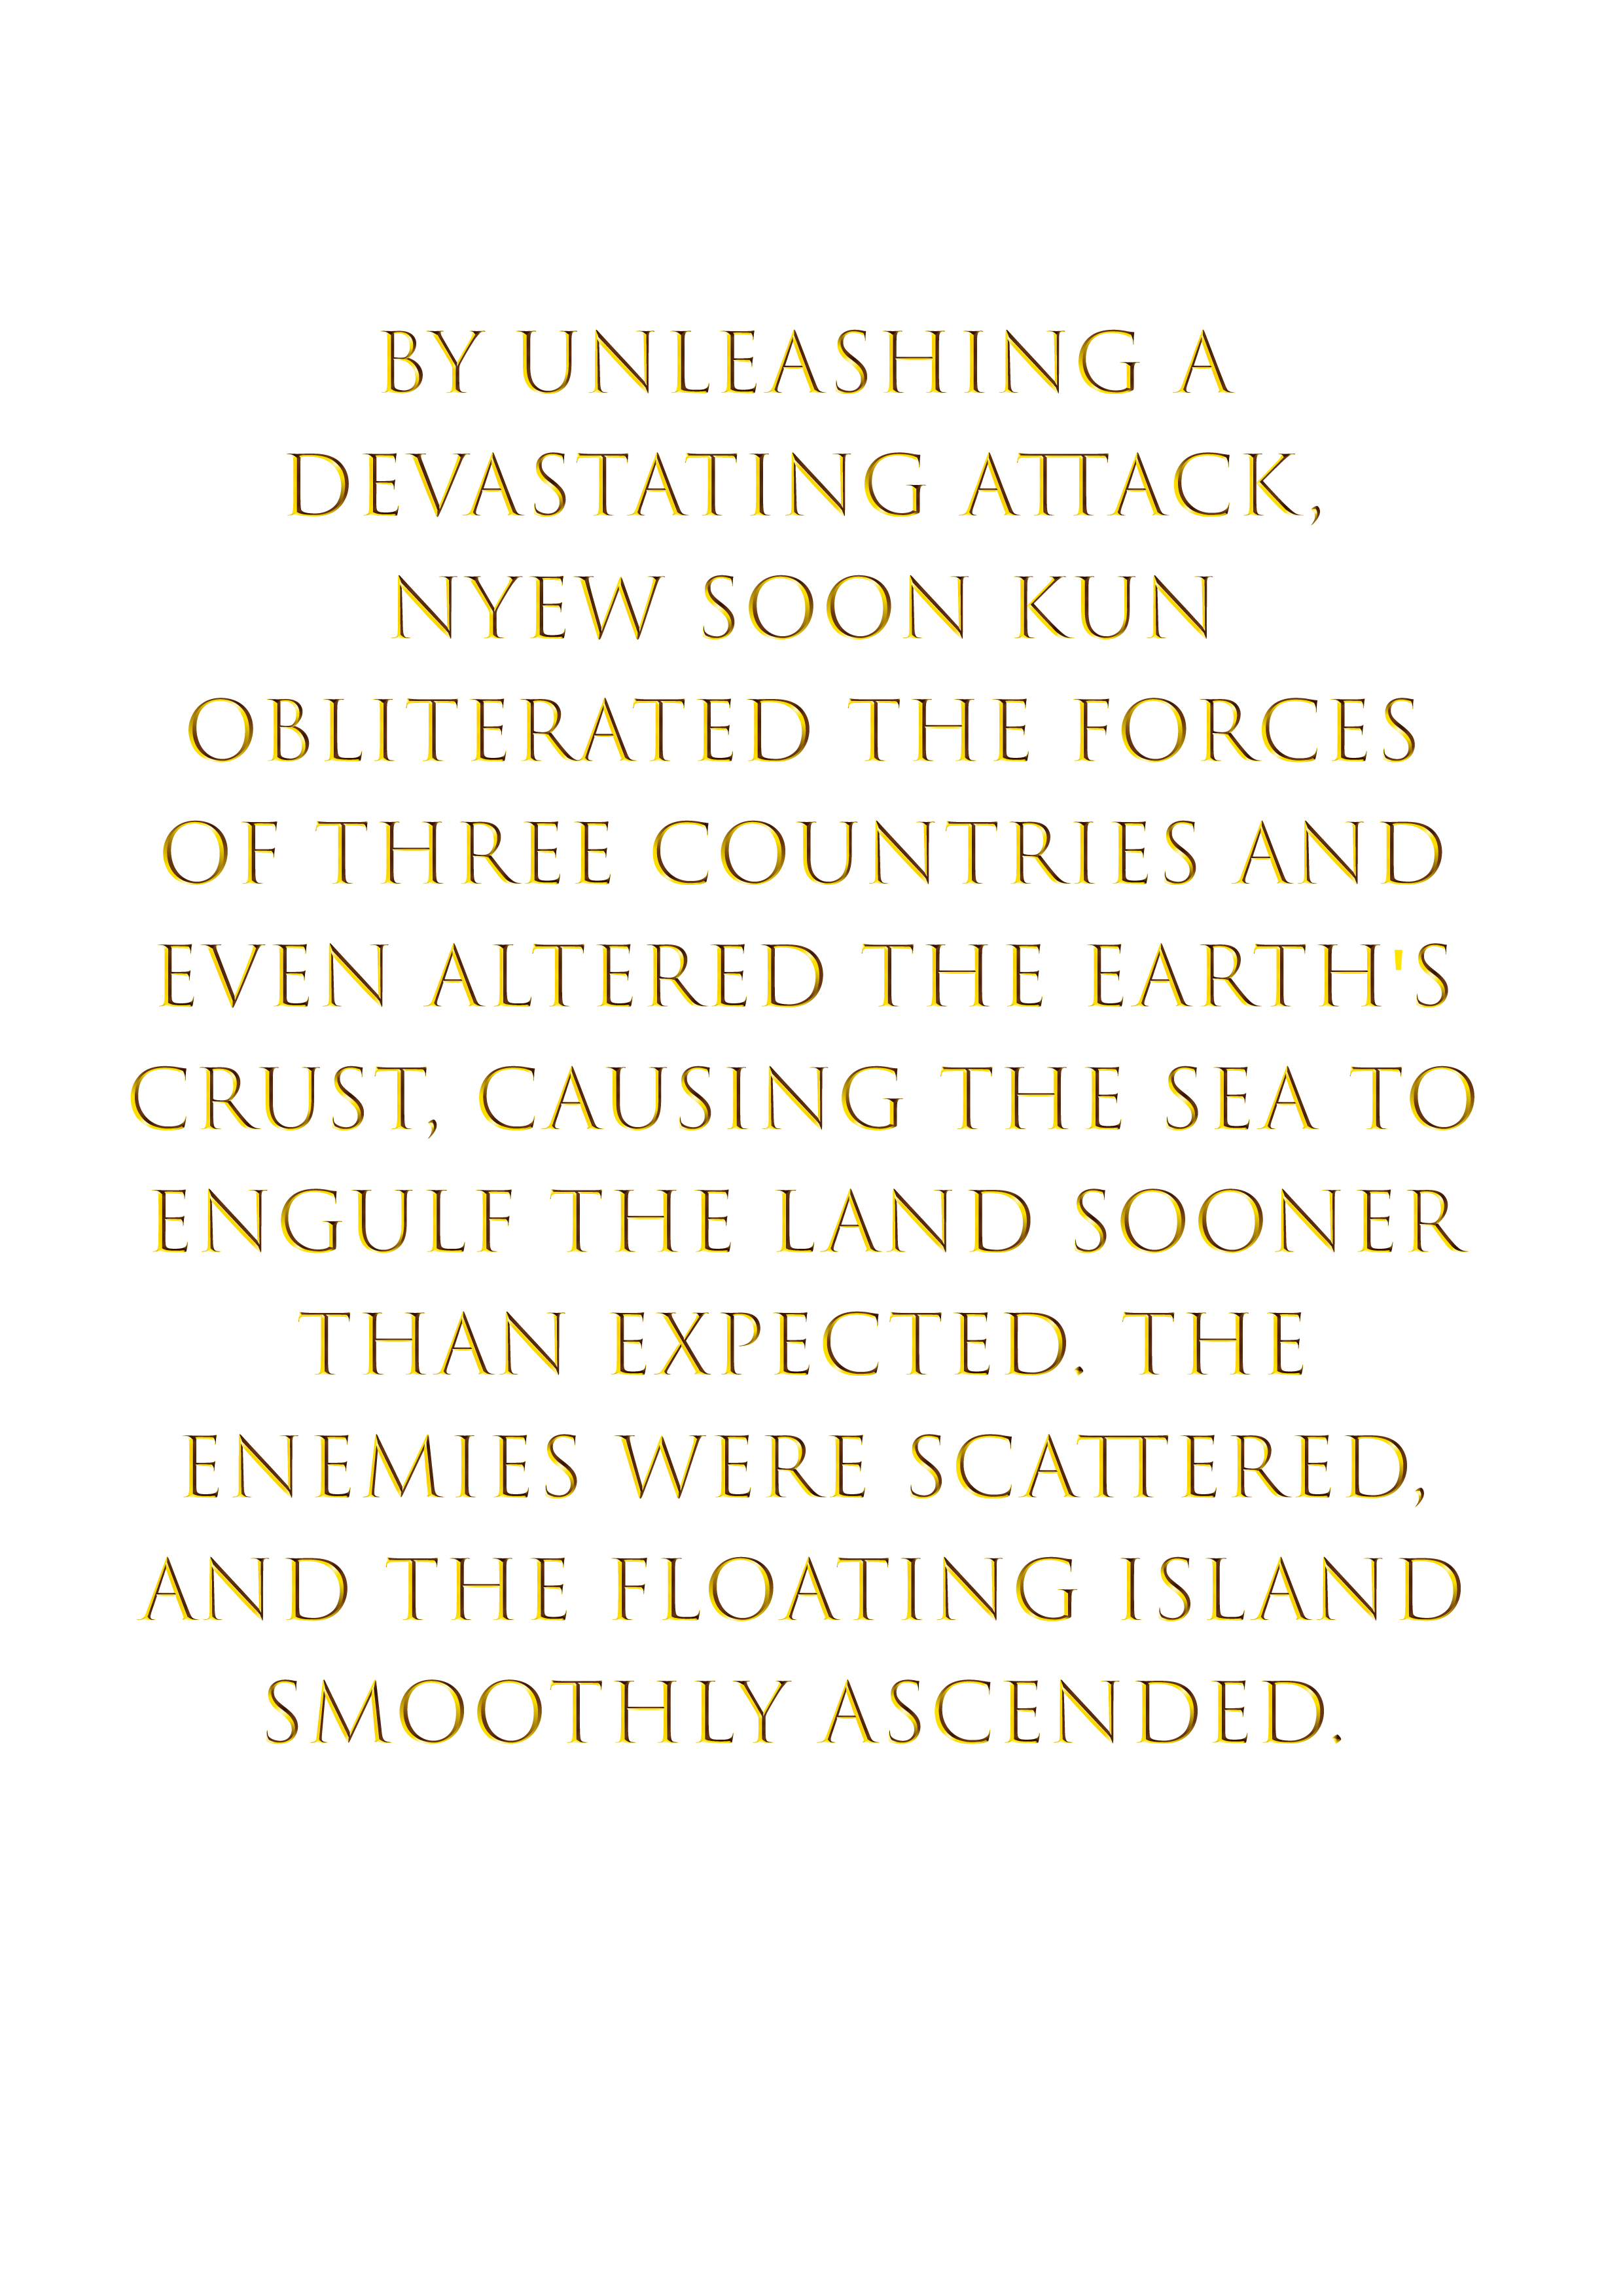 BY UNLEASHING A
DEVASTATING ATTACK,
NYEW SOON KUN
OBLITERATED THE FORCES
OF THREE COUNTRIES AND
EVEN ALTERED THE EARTH'S
CRUST, CAUSING THE SEA TO
ENGULF THE LAND SOONER
THAN EXPECTED. THE
ENEMIES WERE SCATTERED,
AND THE FLOATING ISLAND
SMOOTHLY ASCENDED.